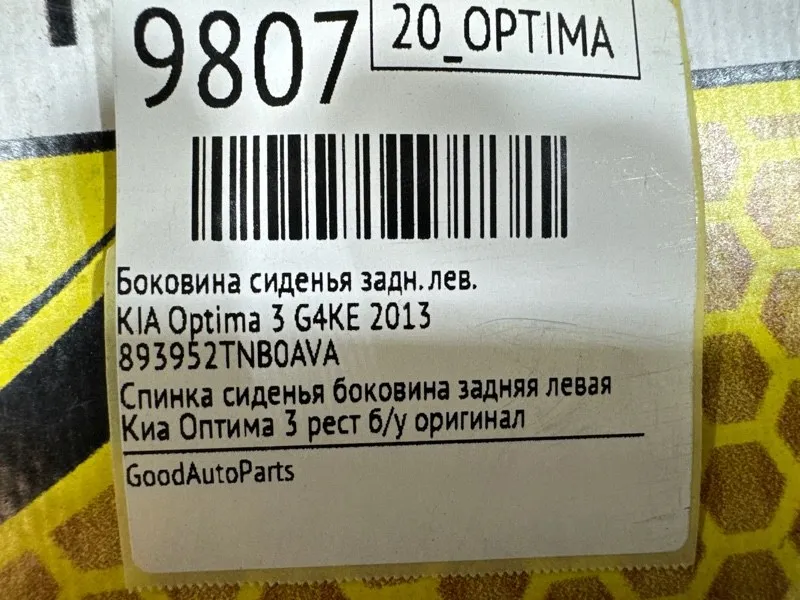 9807
20_OPTIMA
Боковина сиденья задн.лев.
KIA Optima 3 G4KE 2013
893952TNB0AVA
Спинка сиденья боковина задняя левая
Киа Оптима 3 рест б/у оригинал
GoodAutoParts